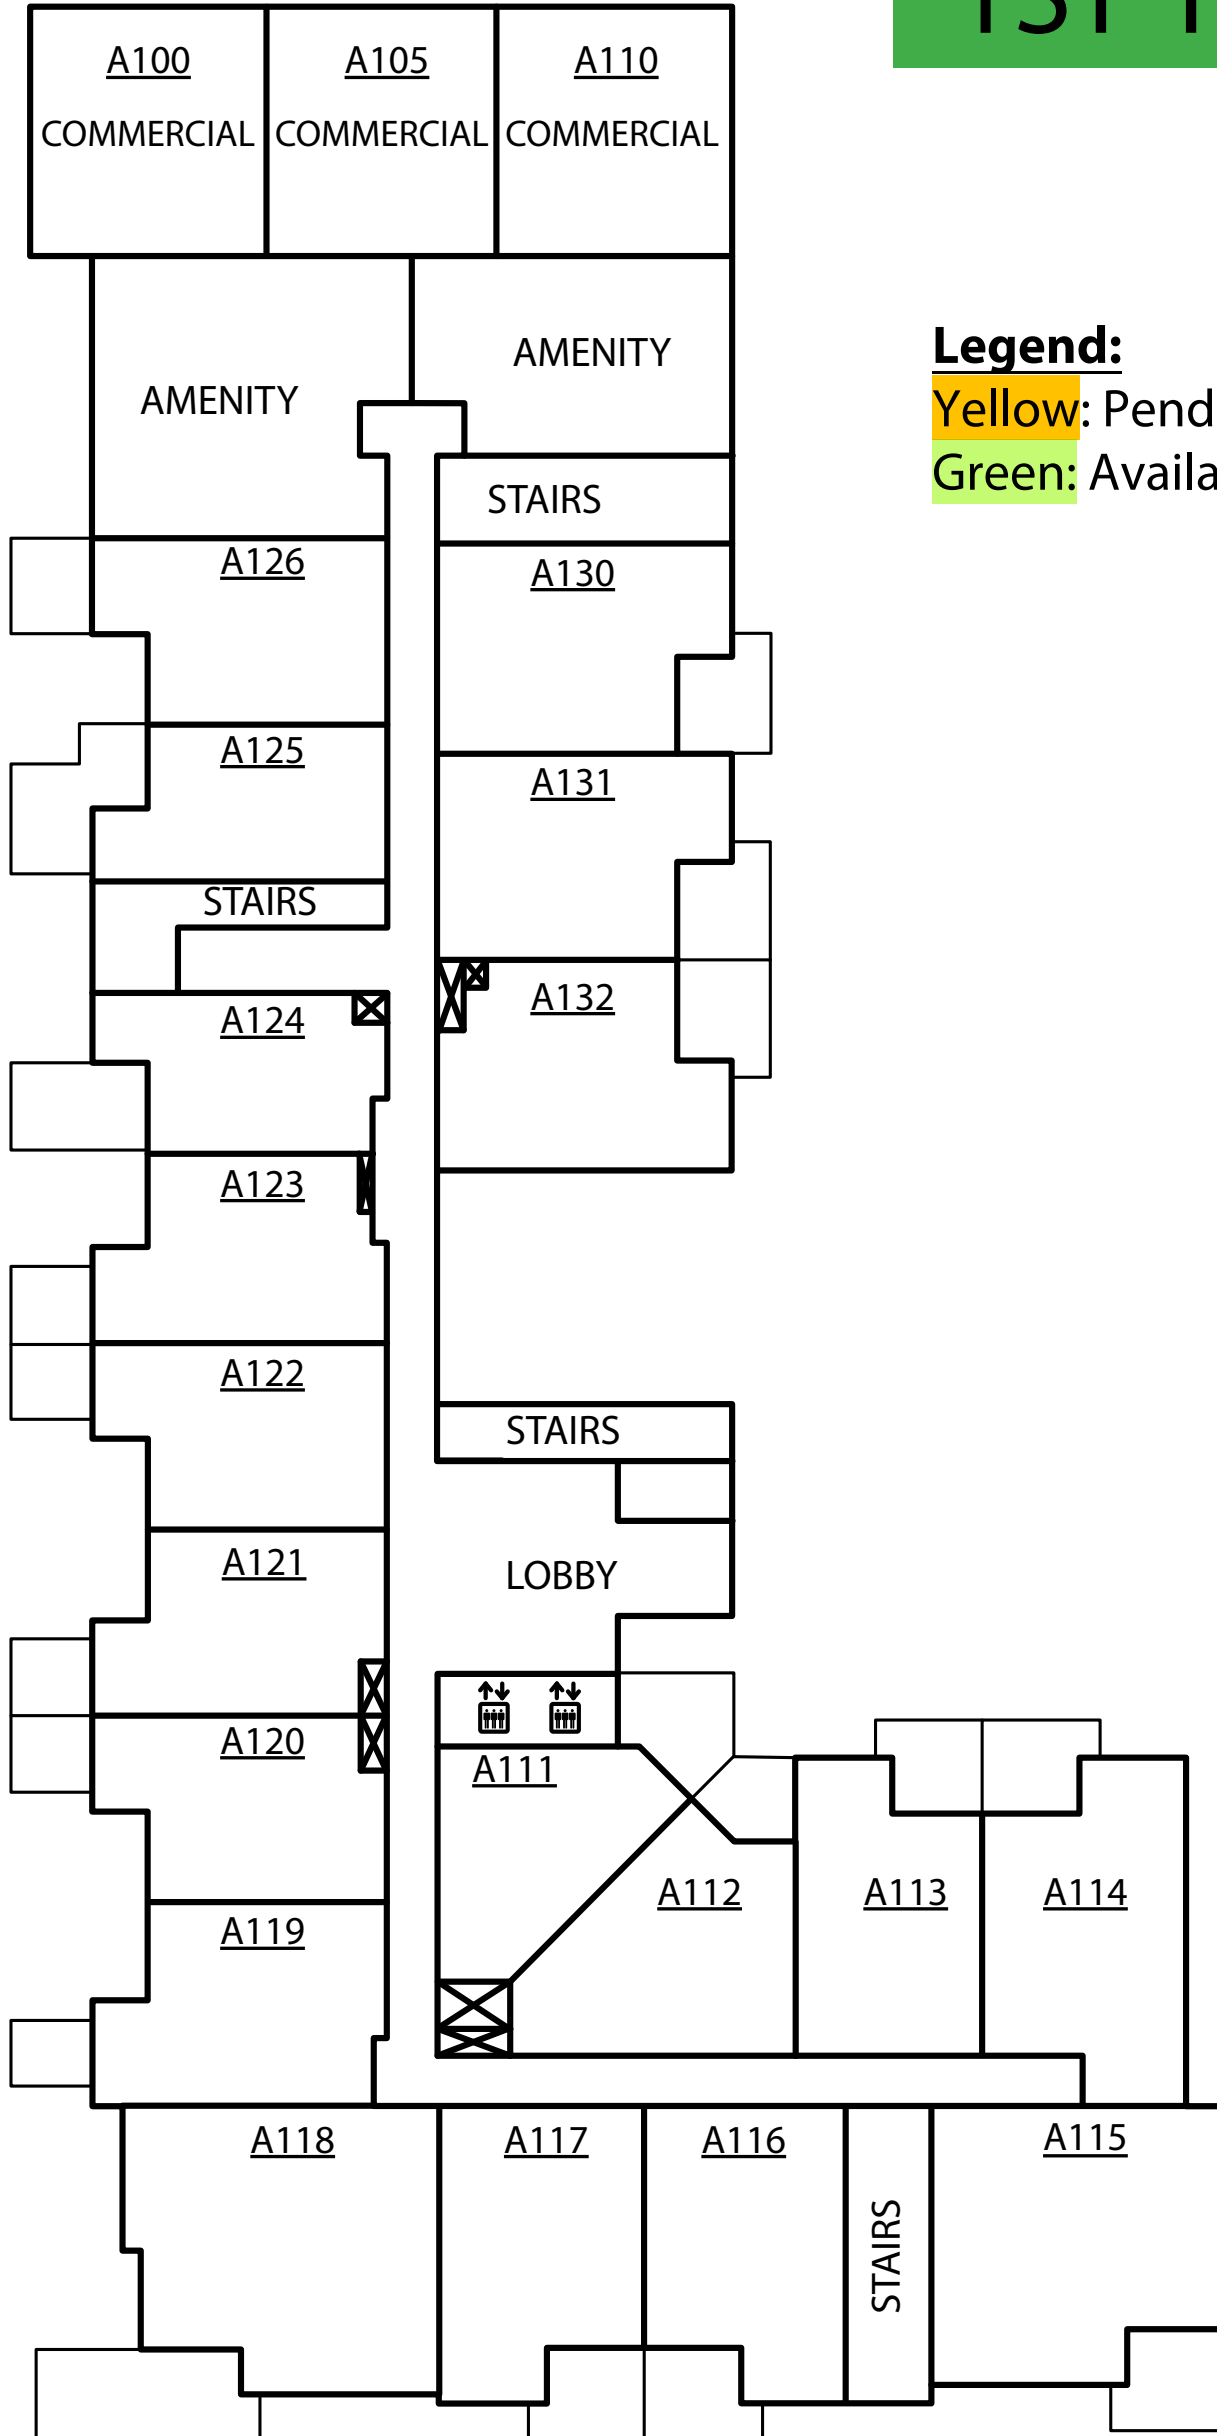 A100
COMMERCIAL
A105
COMMERCIAL
A110
COMMERCIAL
Legend:
Yellow: Pend
Green: Availa
AMENITY
AMENITY
STAIRS
A126
A130
A125
A131
STAIRS
A124
A132
A123
A122
STAIRS
A121
LOBBY
A120
A111
A112
A113
A114
A119
A118
A117
A116
STAIRS
A115